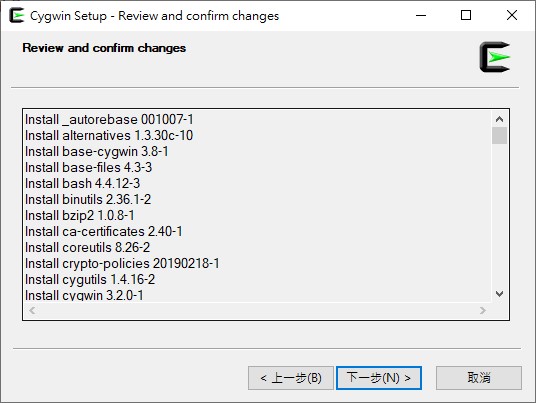 Cygwin Setup - Review and confirm changes
Review and confirm changes
Install _autorebase 001007-1
Install alternatives 1.3.30c-10
Install base-cygwin 3.8-1
Install base-files 4.3-3
Install bash 4.4.12-3
Install binutils 2.36.1-2
Install bzip2 1.0.8-1
Install ca-certificates 2.40-1
Install coreutils 8.26-2
Install crypto-policies 20190218-1
Install cygutils 1.4.16-2
Install cygwin 3.2.0-1
< 上一步(B)
下一步(N) >
取消